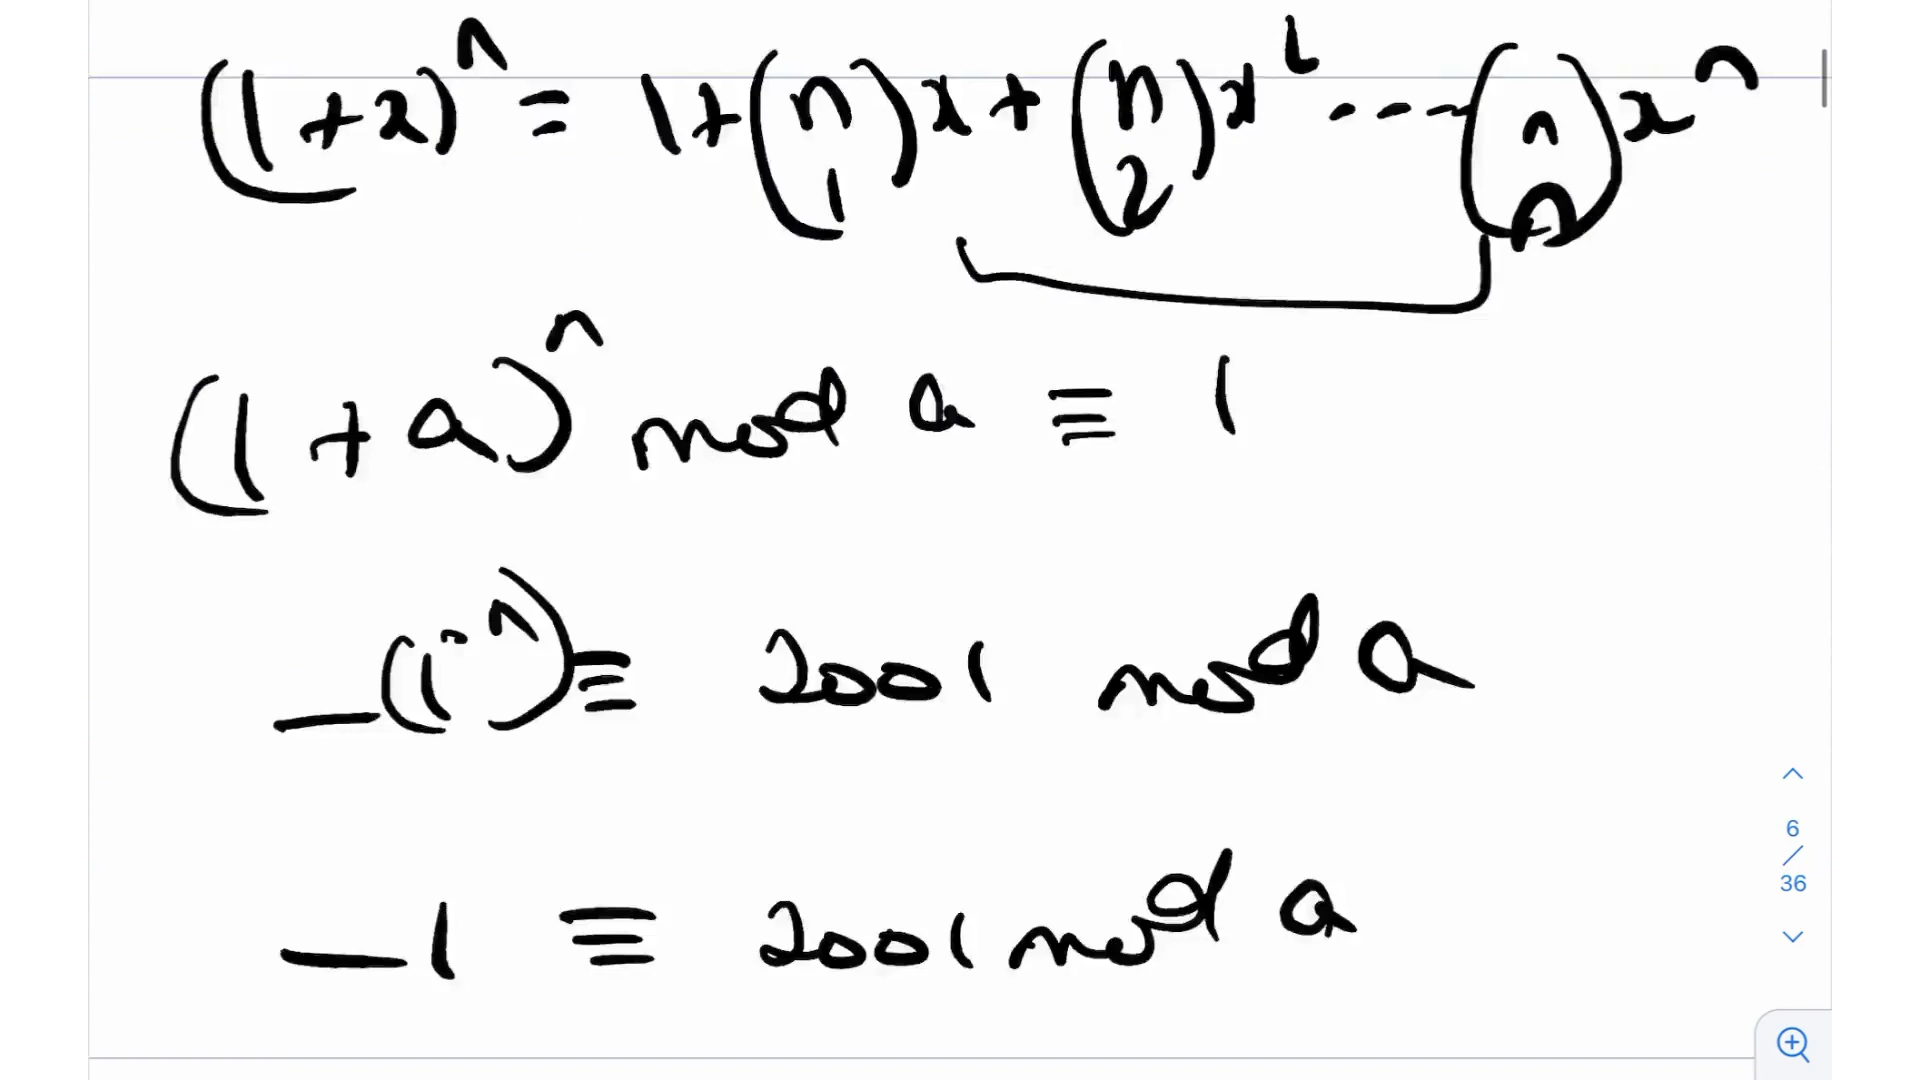 (1+x)^n = 1+(n 1)x+(n 2)x^2 ---(n n)x^n
(1+a)^n mod a ≡ 1
-(1^n)≡ 2001 mod a
-1 ≡ 2001 mod a
6
/
36